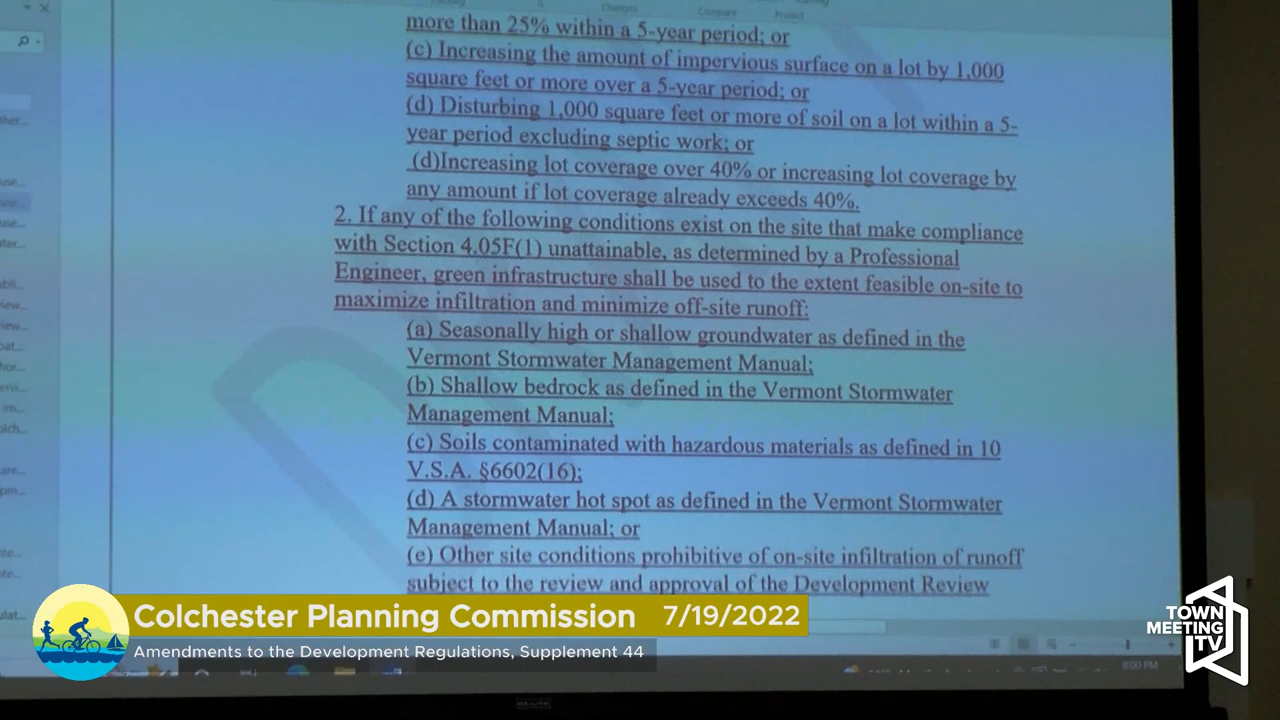 Changes
Compare
Protect
more than 25% within a 5-year period; or
(c) Increasing the amount of impervious surface on a lot by 1,000
square feet or more over a 5-year period; or
(d) Disturbing 1,000 square feet or more of soil on a lot within a 5-
year period excluding septic work; or
(d)Increasing lot coverage over 40% or increasing lot coverage by
any amount if lot coverage already exceeds 40%.
2. If any of the following conditions exist on the site that make compliance
with Section 4.05F(1) unattainable, as determined by a Professional
Engineer, green infrastructure shall be used to the extent feasible on-site to
maximize infiltration and minimize off-site runoff:
(a) Seasonally high or shallow groundwater as defined in the
Vermont Stormwater Management Manual;
(b) Shallow bedrock as defined in the Vermont Stormwater
Management Manual;
(c) Soils contaminated with hazardous materials as defined in 10
V.S.A. §6602(16);
(d) A stormwater hot spot as defined in the Vermont Stormwater
Management Manual; or
(e) Other site conditions prohibitive of on-site infiltration of runoff
subject to the review and approval of the Development Review
Colchester Planning Commission 7/19/2022
Amendments to the Development Regulations, Supplement 44
TOWN
MEETING
TV
8:00 PM
DA-LITE